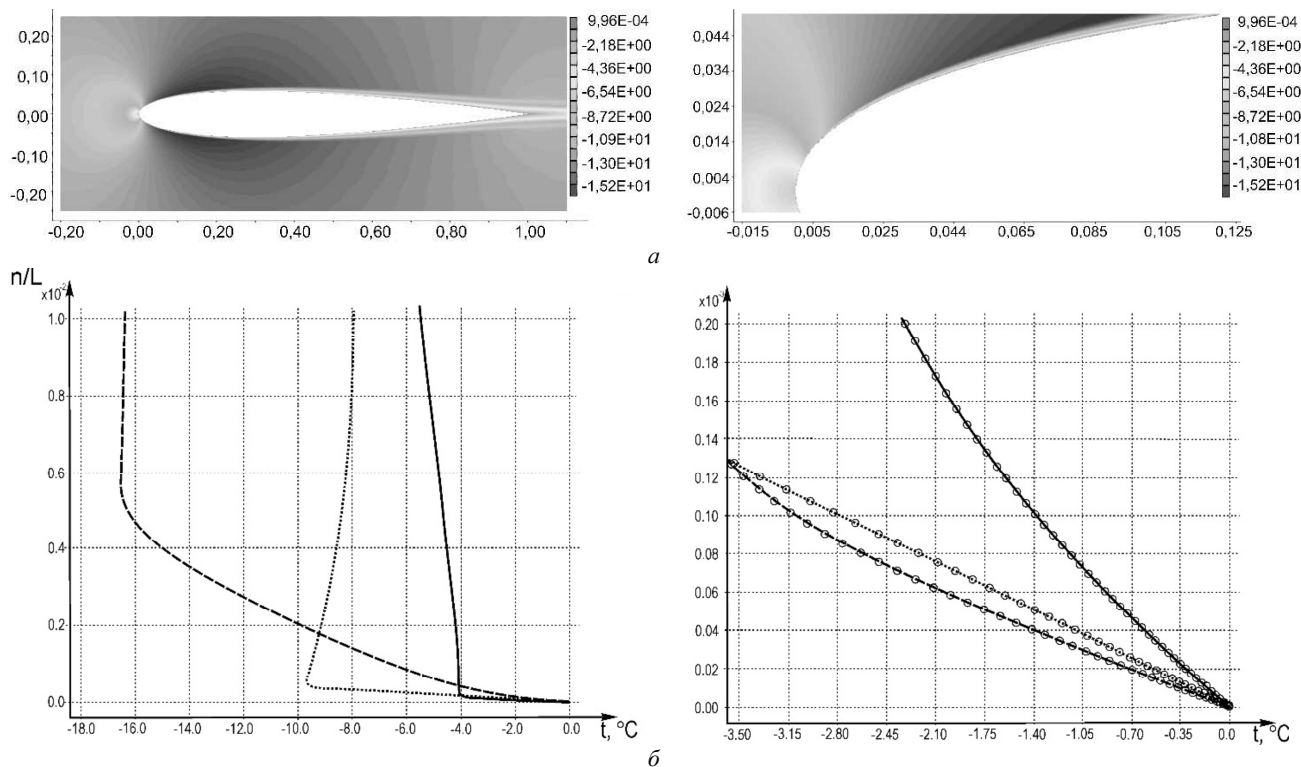 0,20
0,10
0,00
-0,10
-0,20
-0,20 0,00 0,20 0,40 0,60 0,80 1,00
9,96E-04
-2,18E+00
-4,36E+00
-6,54E+00
-8,72E+00
-1,09E+01
-1,30E+01
-1,52E+01
0,044
0,034
0,024
0,014
0,004
-0,006
-0,015 0,005 0,025 0,044 0,065 0,085 0,105 0,125
9,96E-04
-2,18E+00
-4,36E+00
-6,54E+00
-8,72E+00
-1,08E+01
-1,30E+01
-1,52E+01
а
n/L
x10⁻²
1.0
0.8
0.6
0.4
0.2
0.0
-18.0 -16.0 -14.0 -12.0 -10.0 -8.0 -6.0 -4.0 -2.0 0.0
t, °C
0.20
0.18
0.16
0.14
0.12
0.10
0.08
0.06
0.04
0.02
0.00
-3.50 -3.15 -2.80 -2.45 -2.10 -1.75 -1.40 -1.05 -0.70 -0.35 0.0
t, °C
б